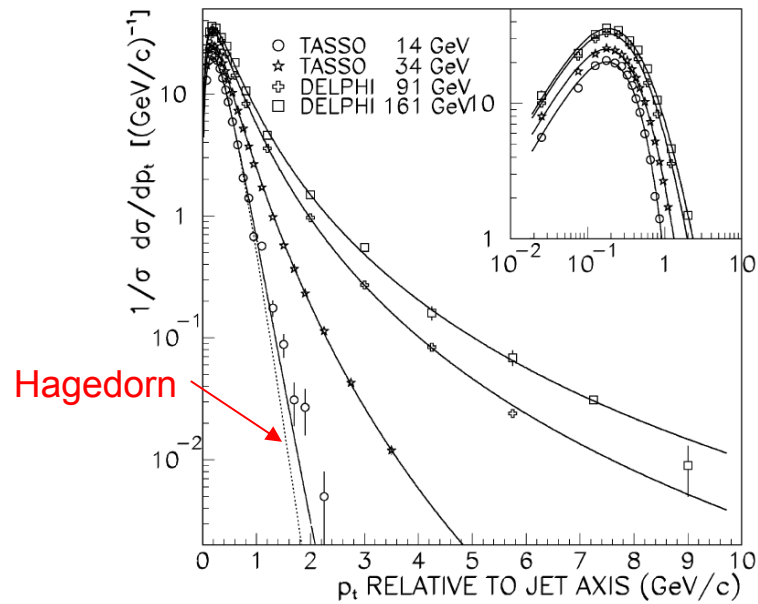 1/σ dσ/dpₜ [(GeV/c)⁻¹]
10
1
10⁻¹
10⁻²
○ TASSO 14 GeV
☆ TASSO 34 GeV
✙ DELPHI 91 GeV
□ DELPHI 161 GeV
10
1
10⁻² 10⁻¹ 1 10
Hagedorn
0 1 2 3 4 5 6 7 8 9 10
pₜ RELATIVE TO JET AXIS (GeV/c)